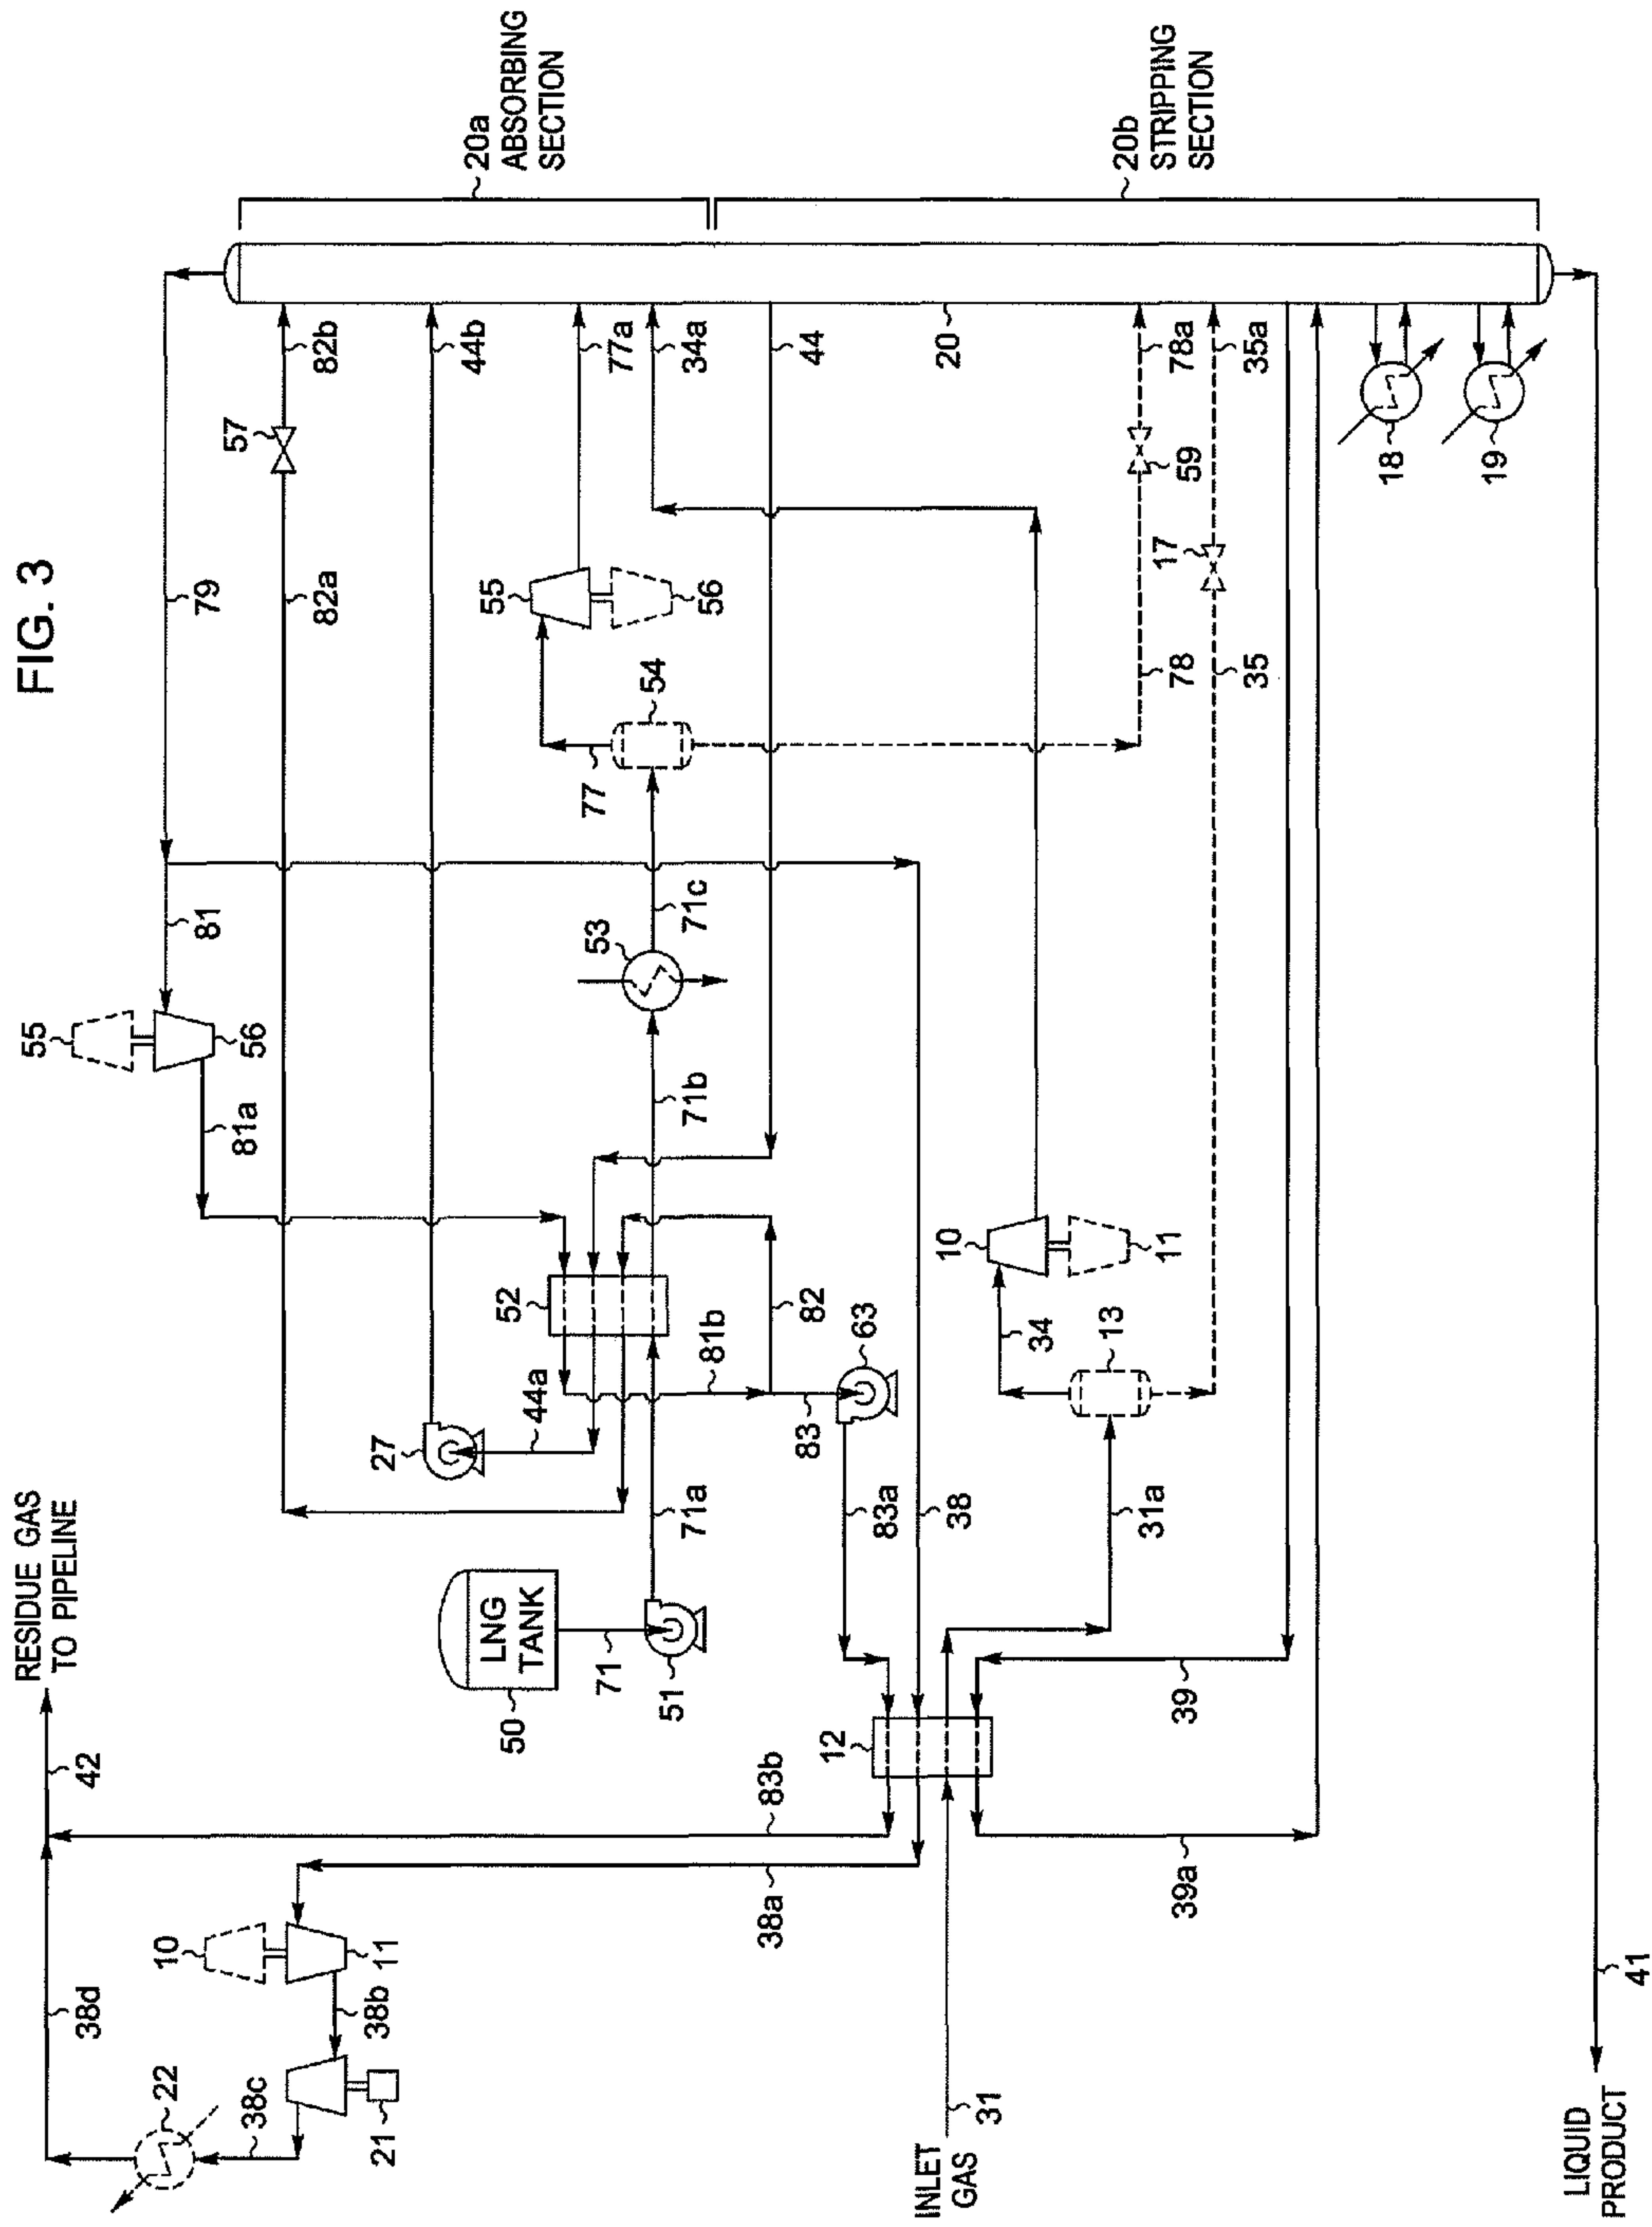 FIG. 3
RESIDUE GAS
TO PIPELINE
42
38d
22
38c
21
10
11
38b
38a
83b
55
56
81a
81
79
82a
57
82b
44b
77a
34a
44
20
78a
35a
20a
ABSORBING
SECTION
20b
STRIPPING
SECTION
LNG
TANK
50
71
51
71a
27
44a
52
81b
82
83
63
83a
38
71b
53
71c
54
77
55
56
78
59
35
17
18
19
10
11
34
13
31a
12
39
39a
31
INLET
GAS
41
LIQUID
PRODUCT